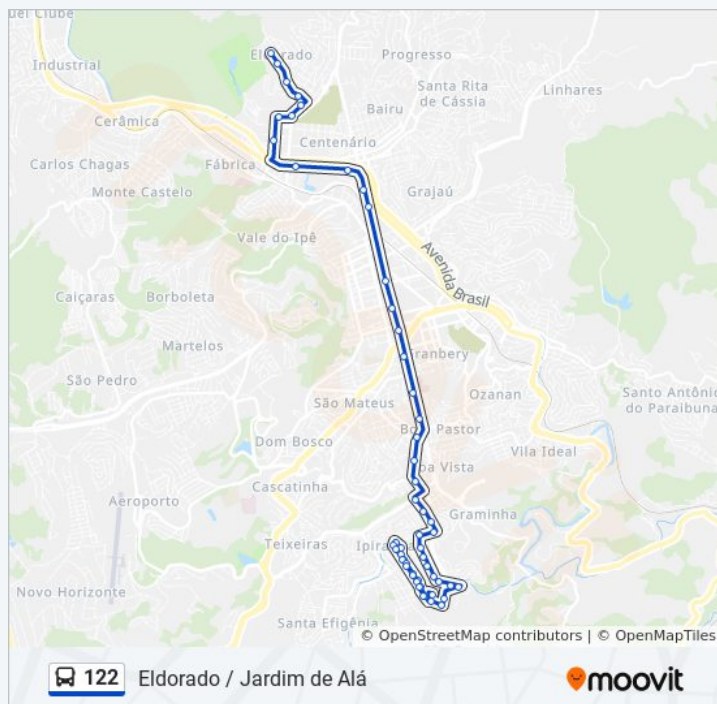 uel Clube
Industrial
Eldorado
Progresso
Santa Rita
de Cássia
Linhares
Bairu
Cerâmica
Centenário
Carlos Chagas
Fábrica
Monte Castelo
Grajaú
Vale do Ipê
Avenida Brasil
Caiçaras
Borboleta
Martelos
São Pedro
Granbery
Ozanan
Santo Antônio
do Paraibuna
São Mateus
Bom Pastor
Dom Bosco
Vila Ideal
Boa Vista
Cascatinha
Aeroporto
Graminha
Teixeiras
Ipiranga
Novo Horizonte
Santa Efigênia
© OpenStreetMap contributors | © OpenMapTiles
122 Eldorado / Jardim de Alá
moovit